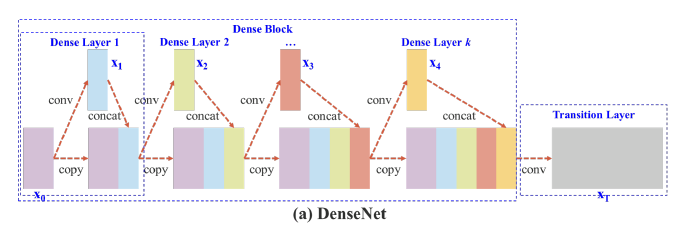 Dense Block
Dense Layer 1
Dense Layer 2
...
Dense Layer k
x1
x2
x3
x4
conv
conv
conv
conv
Transition Layer
concat
concat
concat
concat
copy
copy
copy
copy
copy
conv
x0
xT
(a) DenseNet